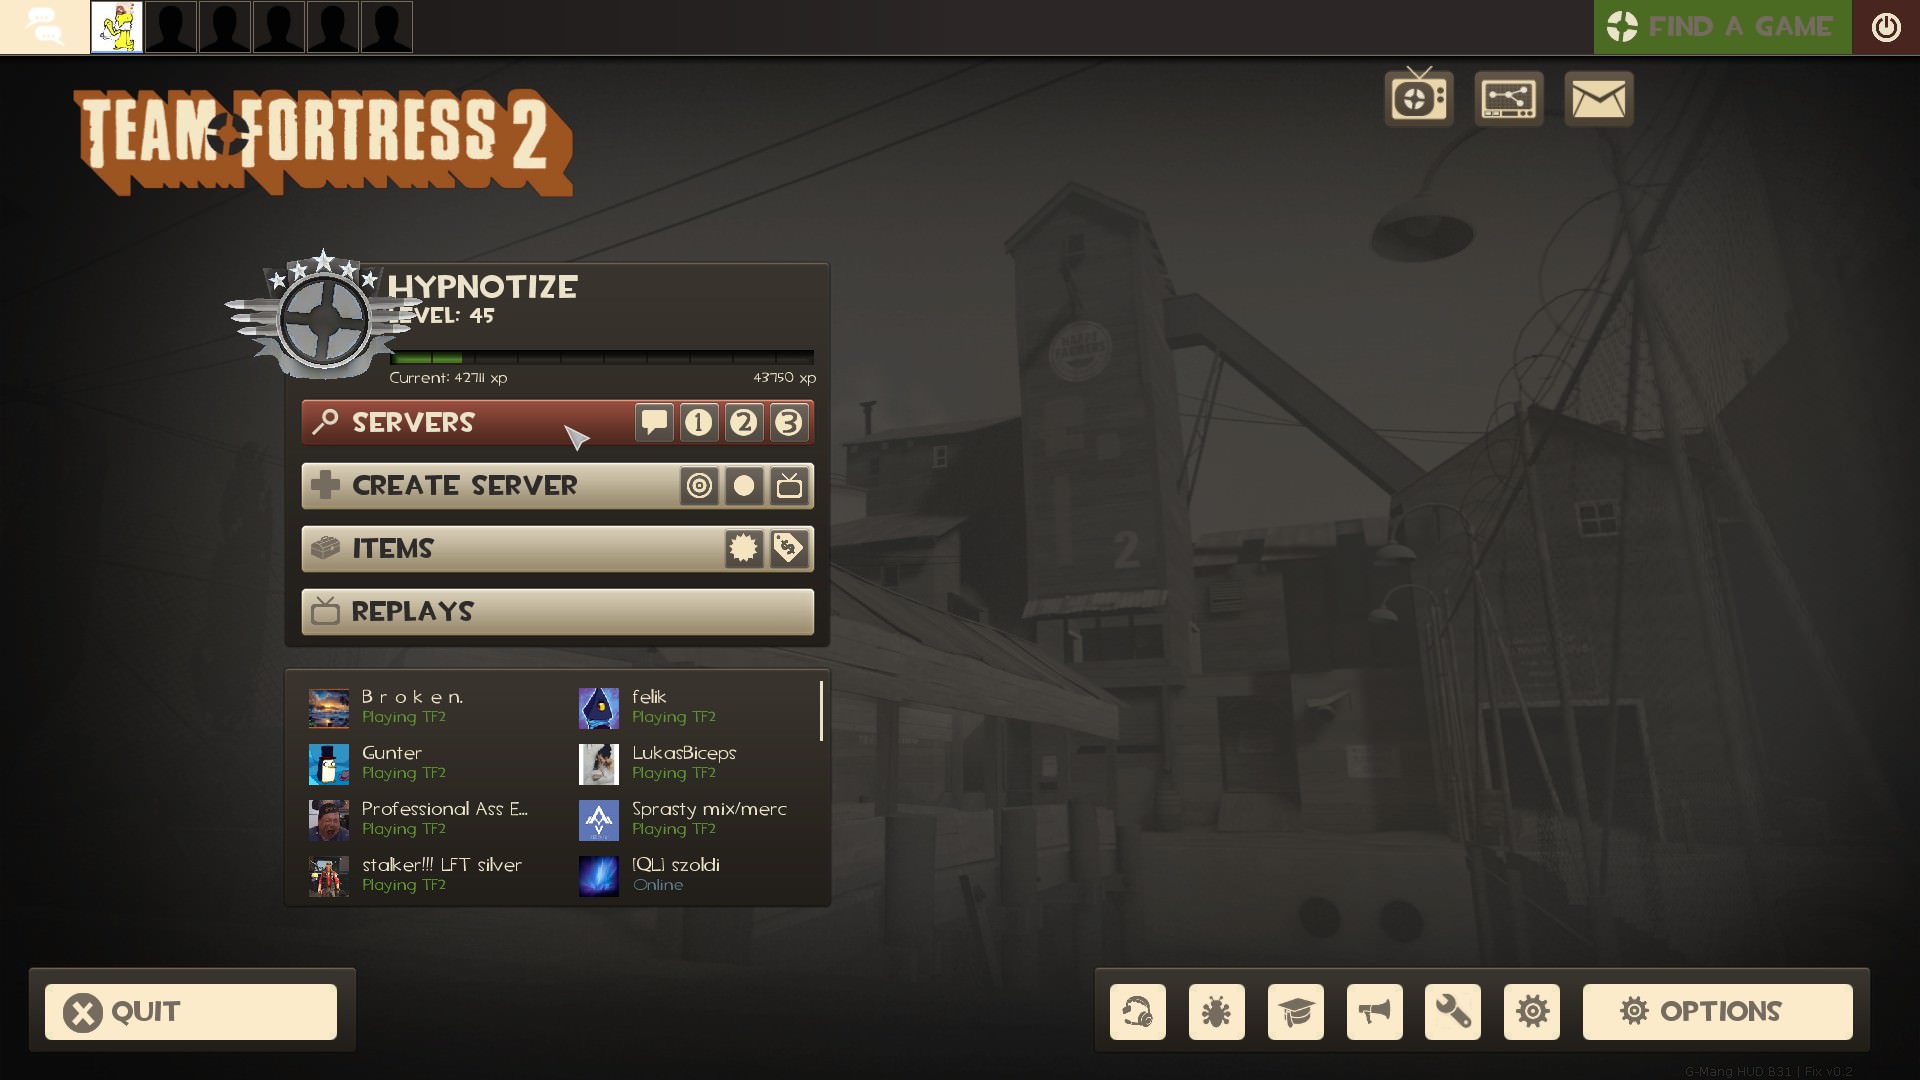 FIND A GAME
TEAM FORTRESS 2
HYPNOTIZE
LEVEL: 45
Current: 42711 xp
43750 xp
SERVERS
1 2 3
CREATE SERVER
ITEMS
REPLAYS
B r o k e n.
Playing TF2
felik
Playing TF2
Gunter
Playing TF2
LukasBiceps
Playing TF2
Professional Ass E...
Playing TF2
Sprasty mix/merc
Playing TF2
stalker!!! LFT silver
Playing TF2
[QL] szoldi
Online
2
QUIT
OPTIONS
G-Mang HUD B31 | Fix v0.2